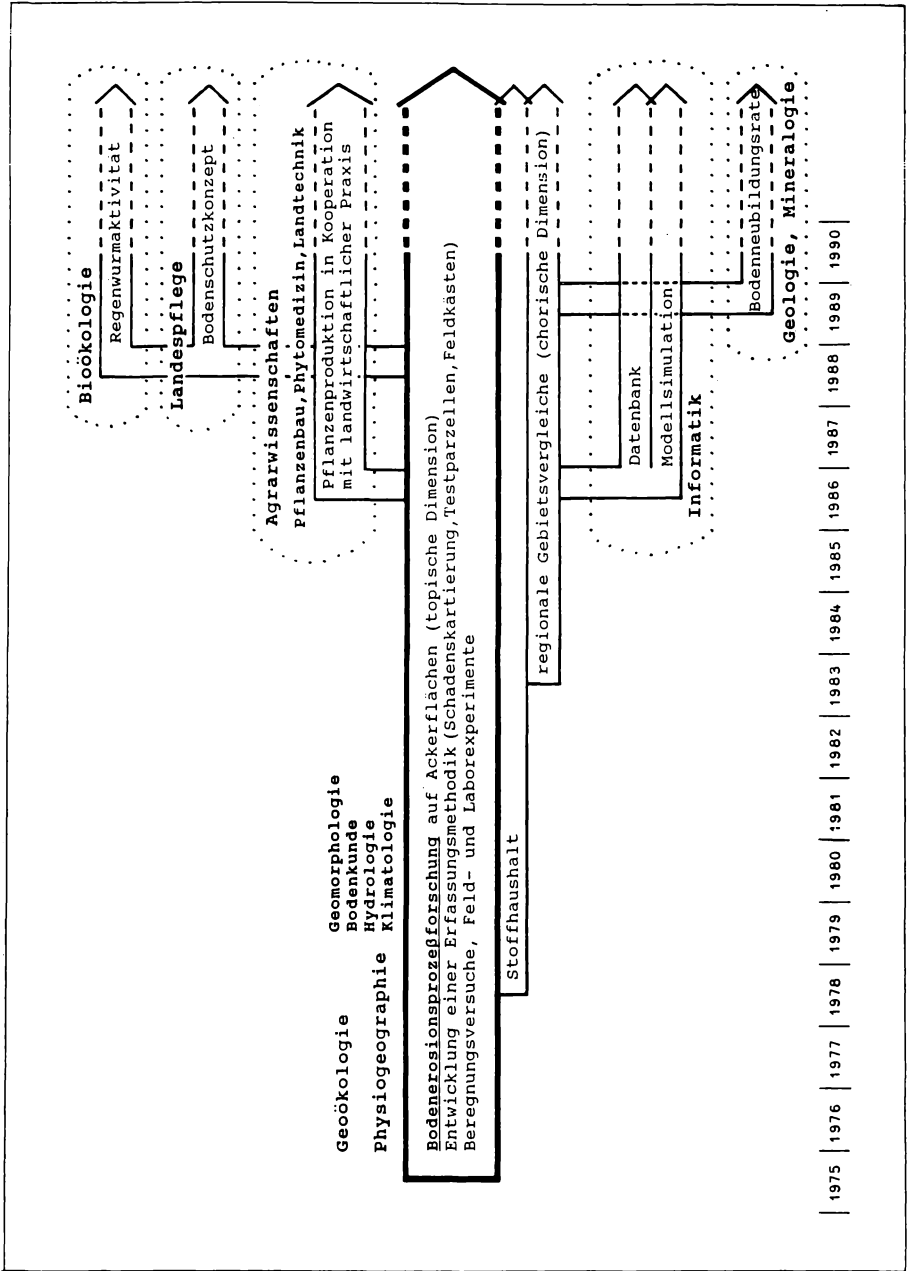 Bioökologie
Regenwurmaktivität
Landespflege
Bodenschutzkonzept
Agrarwissenschaften
Pflanzenbau,Phytomedizin,Landtechnik
Pflanzenproduktion in Kooperation
mit landwirtschaftlicher Praxis
Geoökologie
Physiogeographie
Geomorphologie
Bodenkunde
Hydrologie
Klimatologie
Bodenerosionsprozeßforschung auf Ackerflächen (topische Dimension)
Entwicklung einer Erfassungsmethodik (Schadenskartierung,Testparzellen,Feldkästen)
Beregnungsversuche, Feld- und Laborexperimente
Stoffhaushalt
regionale Gebietsvergleiche (chorische Dimension)
Datenbank
Modellsimulation
Informatik
Bodenneubildungsrate
Geologie, Mineralogie
| 1975 | 1976 | 1977 | 1978 | 1979 | 1980 | 1981 | 1982 | 1983 | 1984 | 1985 | 1986 | 1987 | 1988 | 1989 | 1990 |